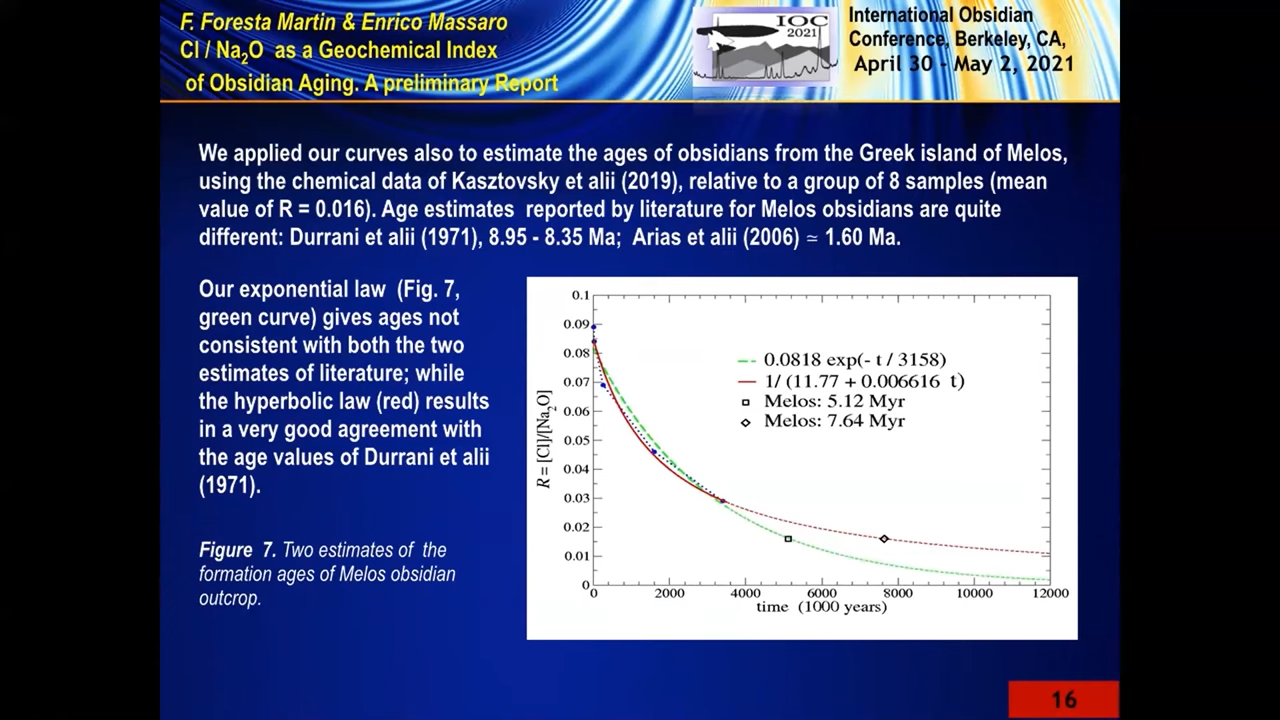 F. Foresta Martin & Enrico Massaro
Cl / Na₂O as a Geochemical Index
of Obsidian Aging. A preliminary Report
IOC
2021
International Obsidian
Conference, Berkeley, CA,
April 30 - May 2, 2021
We applied our curves also to estimate the ages of obsidians from the Greek island of Melos,
using the chemical data of Kasztovsky et alii (2019), relative to a group of 8 samples (mean
value of R = 0.016). Age estimates reported by literature for Melos obsidians are quite
different: Durrani et alii (1971), 8.95 - 8.35 Ma; Arias et alii (2006) ≃ 1.60 Ma.
Our exponential law (Fig. 7,
green curve) gives ages not
consistent with both the two
estimates of literature; while
the hyperbolic law (red) results
in a very good agreement with
the age values of Durrani et alii
(1971).
Figure 7. Two estimates of the
formation ages of Melos obsidian
outcrop.
0.1
0.09
0.08
0.07
0.06
0.05
0.04
0.03
0.02
0.01
0
R = [Cl]/[Na₂O]
0.0818 exp(- t / 3158)
1/ (11.77 + 0.006616 t)
Melos: 5.12 Myr
Melos: 7.64 Myr
0 2000 4000 6000 8000 10000 12000
time (1000 years)
16